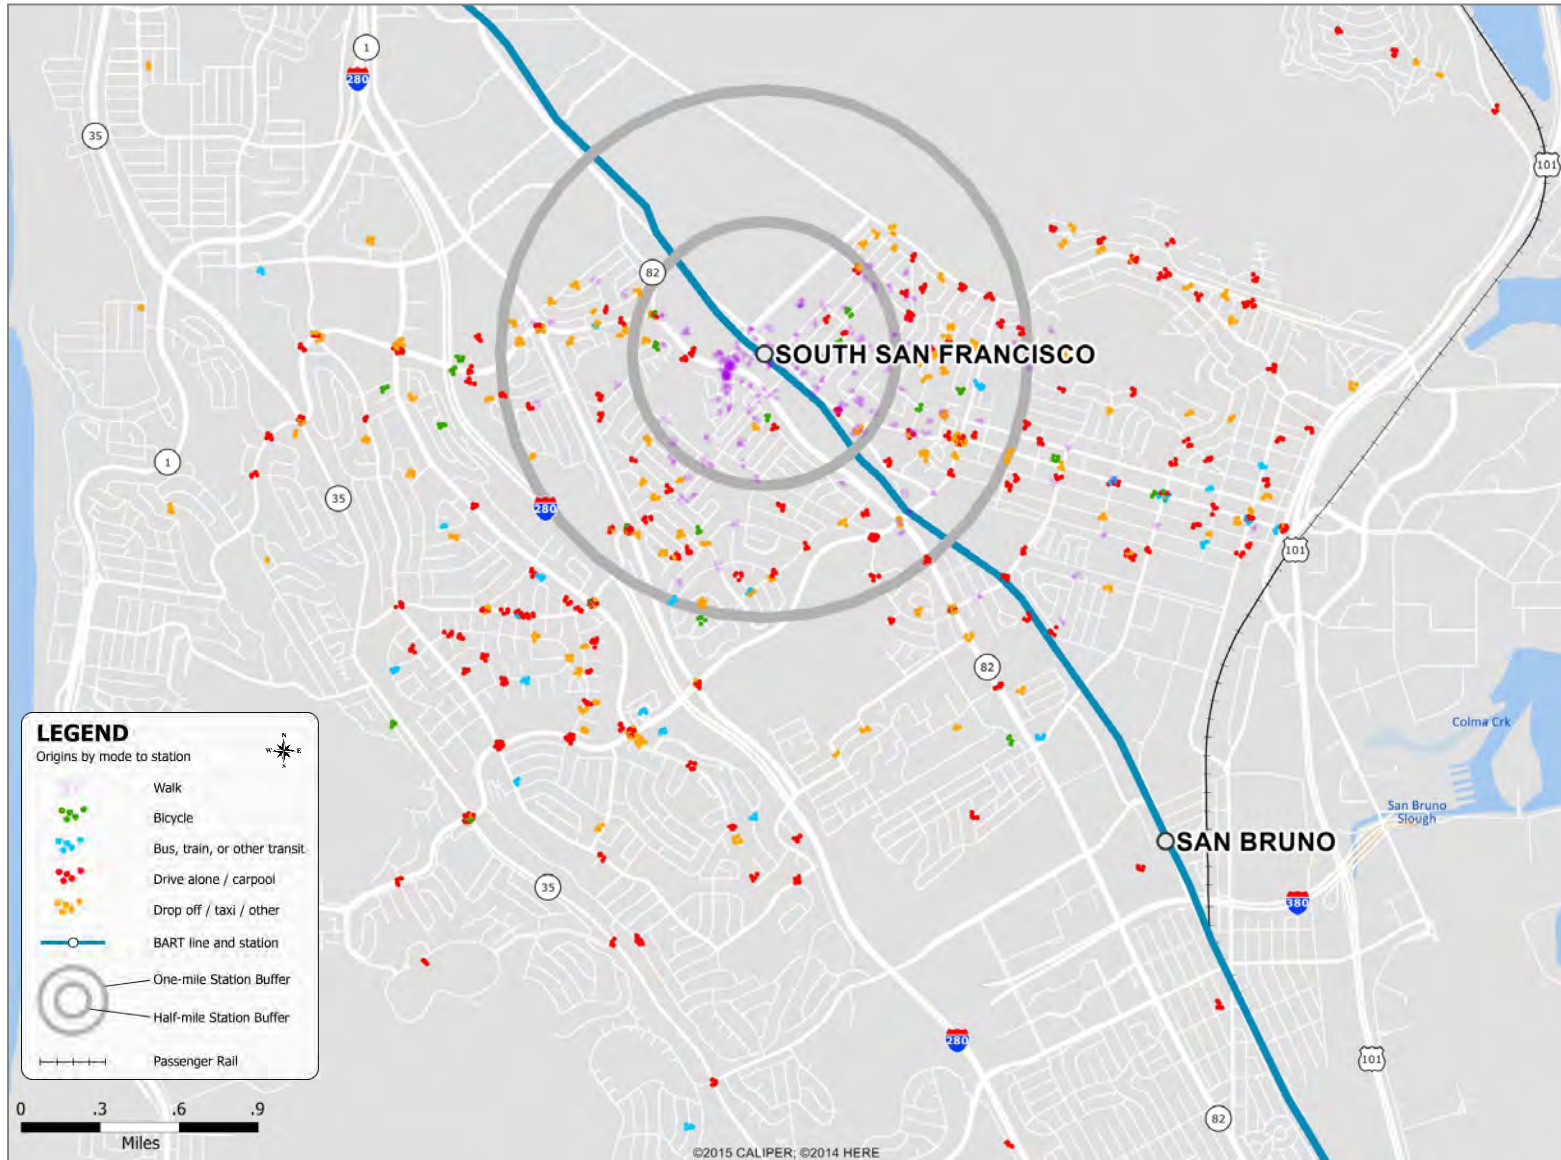 1
280
35
101
82
SOUTH SAN FRANCISCO
1
35
280
101
82
LEGEND
Origins by mode to station
N
W
E
S
Walk
Bicycle
Bus, train, or other transit
Drive alone / carpool
Drop off / taxi / other
BART line and station
One-mile Station Buffer
Half-mile Station Buffer
Passenger Rail
Colma Crk
San Bruno
Slough
SAN BRUNO
35
380
280
101
82
0 .3 .6 .9
Miles
©2015 CALIPER; ©2014 HERE